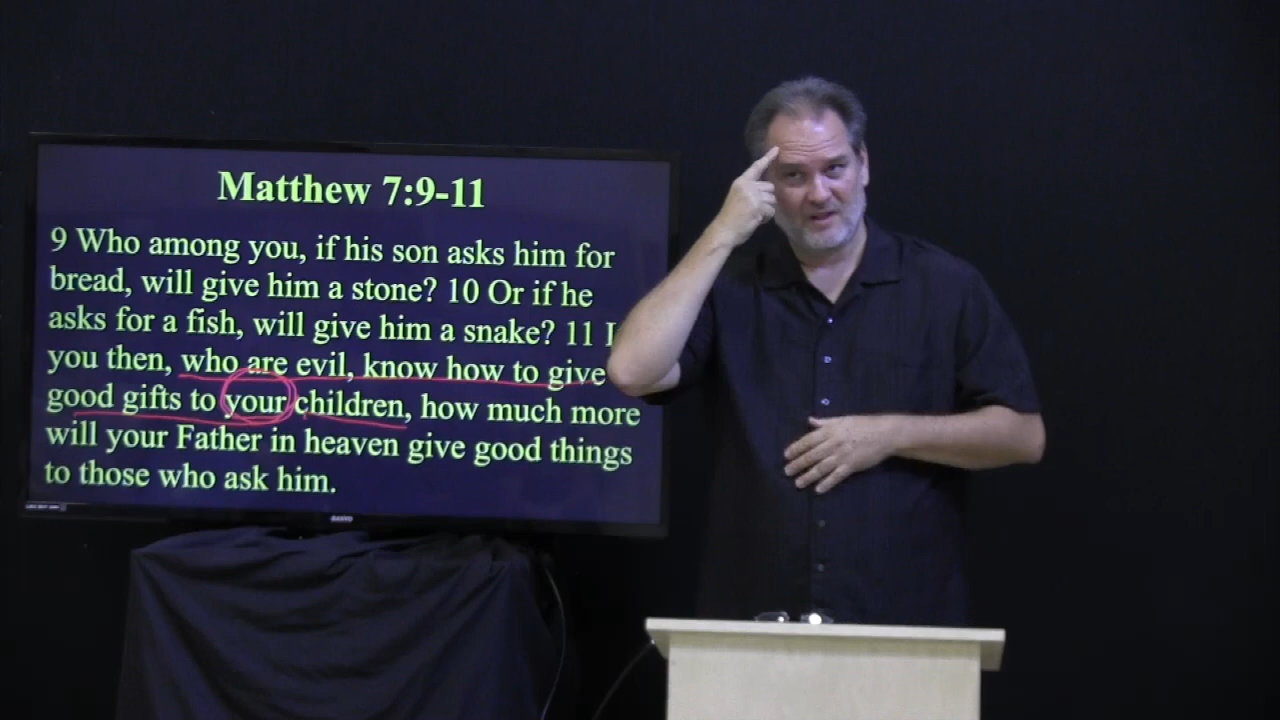 Matthew 7:9-11
9 Who among you, if his son asks him for
bread, will give him a stone? 10 Or if he
asks for a fish, will give him a snake? 11 I
you then, who are evil, know how to give
good gifts to your children, how much more
will your Father in heaven give good things
to those who ask him.
SANYO